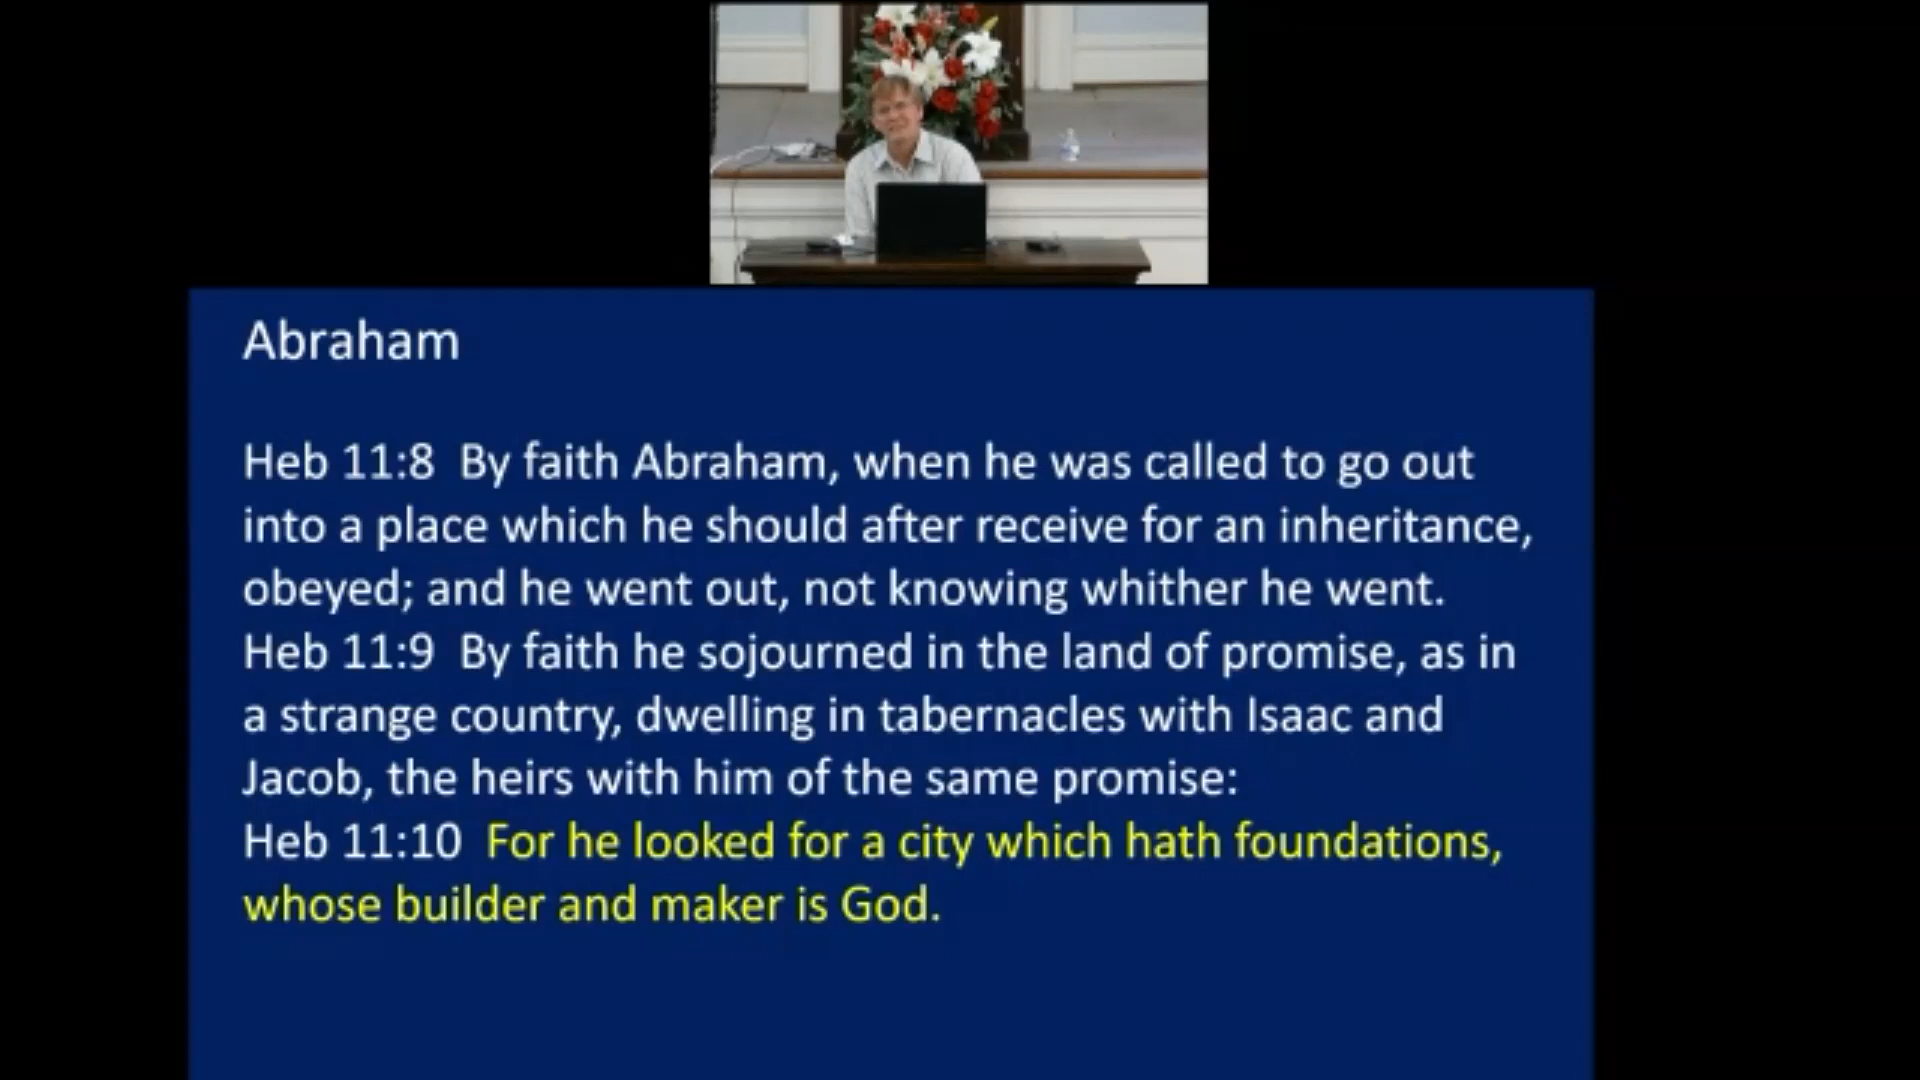 Abraham
Heb 11:8  By faith Abraham, when he was called to go out
into a place which he should after receive for an inheritance,
obeyed; and he went out, not knowing whither he went.
Heb 11:9  By faith he sojourned in the land of promise, as in
a strange country, dwelling in tabernacles with Isaac and
Jacob, the heirs with him of the same promise:
Heb 11:10  For he looked for a city which hath foundations,
whose builder and maker is God.